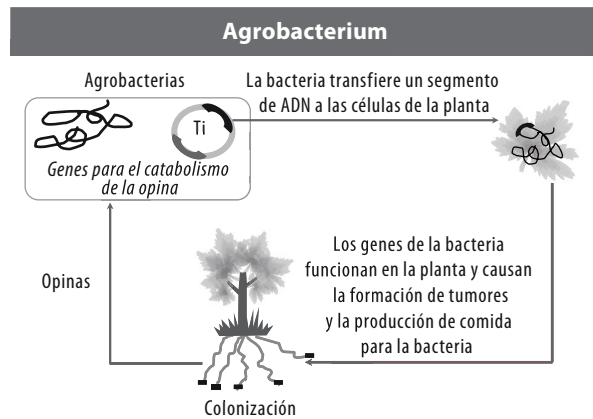 Agrobacterium
Agrobacterias
La bacteria transfiere un segmento
de ADN a las células de la planta
Ti
Genes para el catabolismo
de la opina
Los genes de la bacteria
funcionan en la planta y causan
la formación de tumores
y la producción de comida
para la bacteria
Opinas
Colonización